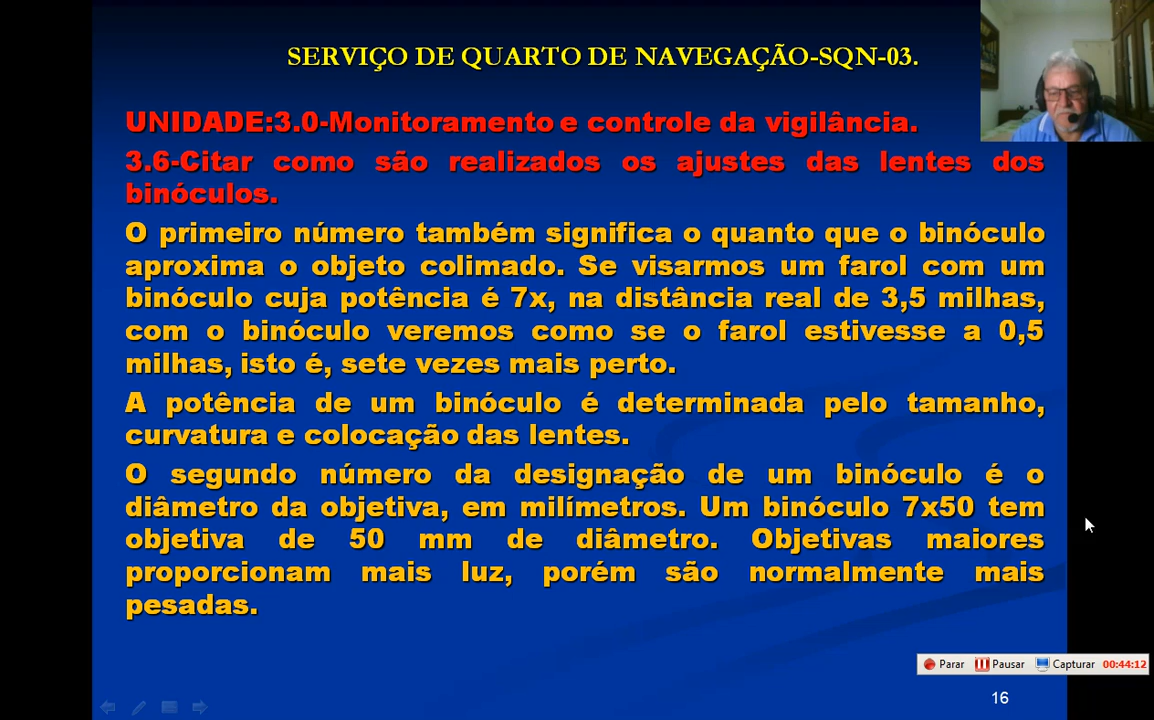 SERVIÇO DE QUARTO DE NAVEGAÇÃO-SQN-03.
UNIDADE:3.0-Monitoramento e controle da vigilância.
3.6-Citar como são realizados os ajustes das lentes dos
binóculos.
O primeiro número também significa o quanto que o binóculo
aproxima o objeto colimado. Se visarmos um farol com um
binóculo cuja potência é 7x, na distância real de 3,5 milhas,
com o binóculo veremos como se o farol estivesse a 0,5
milhas, isto é, sete vezes mais perto.
A potência de um binóculo é determinada pelo tamanho,
curvatura e colocação das lentes.
O segundo número da designação de um binóculo é o
diâmetro da objetiva, em milímetros. Um binóculo 7x50 tem
objetiva de 50 mm de diâmetro. Objetivas maiores
proporcionam mais luz, porém são normalmente mais
pesadas.
Parar Pausar Capturar 00:44:12
16